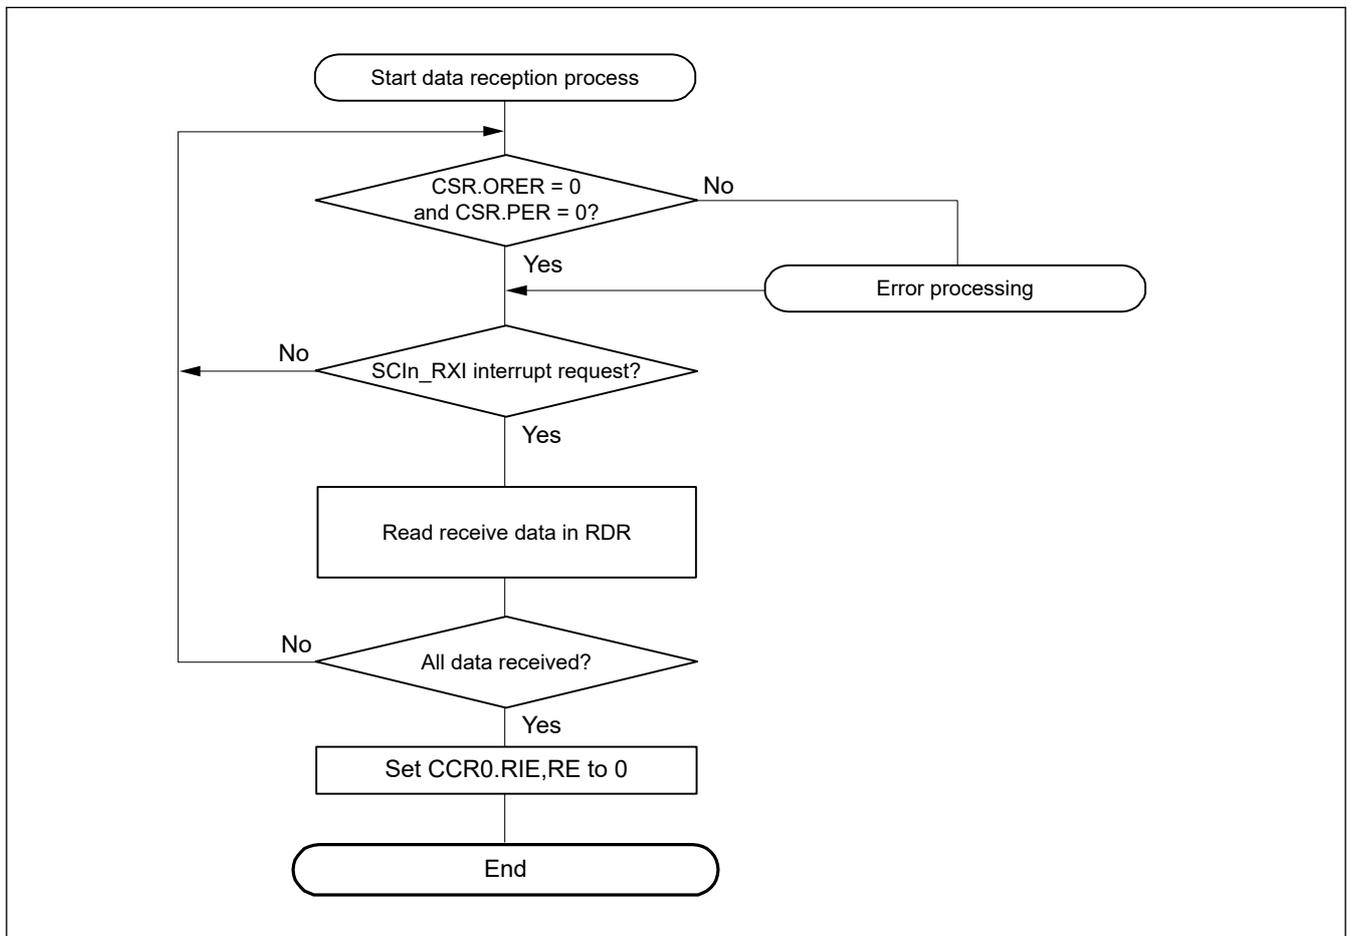 Start data reception process
CSR.ORER = 0
and CSR.PER = 0?
No
Yes
Error processing
No
SCIn_RXI interrupt request?
Yes
Read receive data in RDR
No
All data received?
Yes
Set CCR0.RIE,RE to 0
End